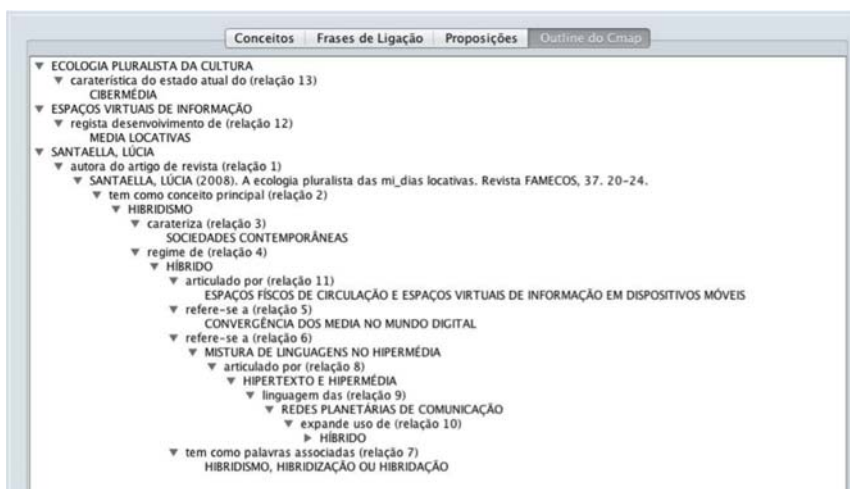 Conceitos Frases de Ligação Proposições Outline do Cmap
ECOLOGIA PLURALISTA DA CULTURA
caraterística do estado atual do (relação 13)
CIBERMÉDIA
ESPAÇOS VIRTUAIS DE INFORMAÇÃO
regista desenvoivimento de (relação 12)
MEDIA LOCATIVAS
SANTAELLA, LÚCIA
autora do artigo de revista (relação 1)
SANTAELLA, LÚCIA (2008). A ecologia pluralista das mi_dias locativas. Revista FAMECOS, 37. 20-24.
tem como conceito principal (relação 2)
HIBRIDISMO
carateriza (relação 3)
SOCIEDADES CONTEMPORÂNEAS
regime de (relação 4)
HÍBRIDO
articulado por (relação 11)
ESPAÇOS FÍSCOS DE CIRCULAÇÃO E ESPAÇOS VIRTUAIS DE INFORMAÇÃO EM DISPOSITIVOS MÓVEIS
refere-se a (relação 5)
CONVERGÊNCIA DOS MEDIA NO MUNDO DIGITAL
refere-se a (relação 6)
MISTURA DE LINGUAGENS NO HIPERMÉDIA
articulado por (relação 8)
HIPERTEXTO E HIPERMÉDIA
linguagem das (relação 9)
REDES PLANETÁRIAS DE COMUNICAÇÃO
expande uso de (relação 10)
HÍBRIDO
tem como palavras associadas (relação 7)
HIBRIDISMO, HIBRIDIZAÇÃO OU HIBRIDAÇÃO